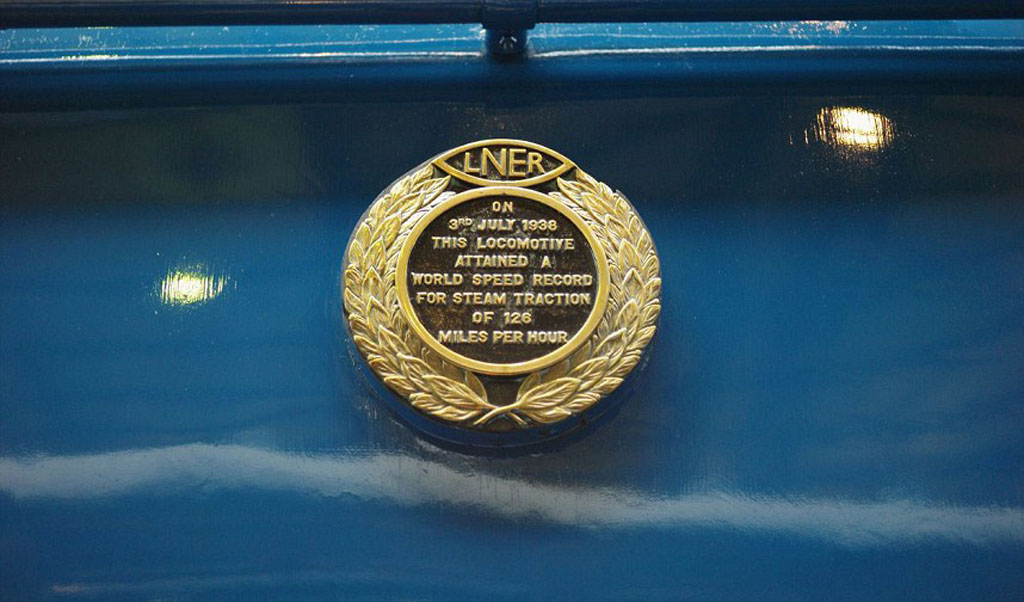 LNER
ON
3RD JULY 1938
THIS LOCOMOTIVE
ATTAINED A
WORLD SPEED RECORD
FOR STEAM TRACTION
OF 126
MILES PER HOUR